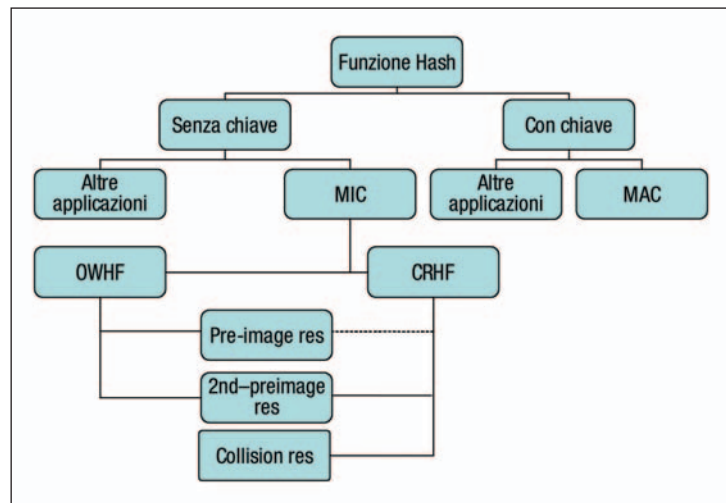 Funzione Hash
Senza chiave
Con chiave
Altre
applicazioni
MIC
Altre
applicazioni
MAC
OWHF
CRHF
Pre-image res
2nd–preimage
res
Collision res